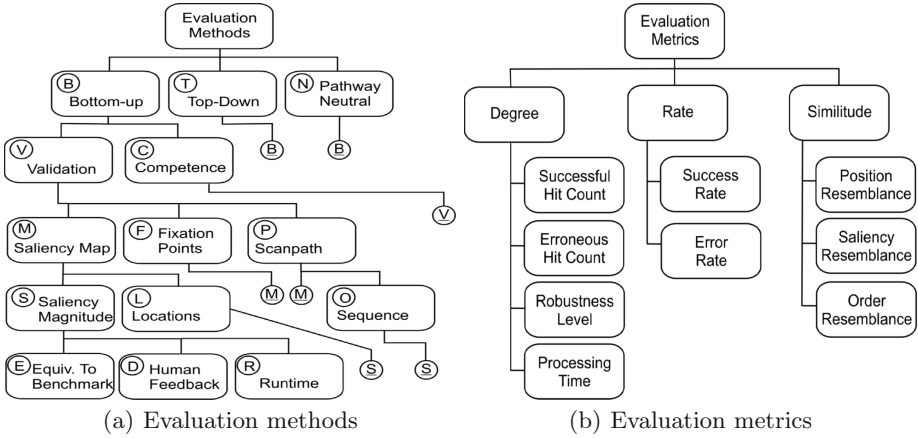 Evaluation
Methods
B
Bottom-up
T
Top-Down
N Pathway
Neutral
B
B
V
Validation
C
Competence
V
M
Saliency Map
F Fixation
Points
P
Scanpath
M
M
S Saliency
Magnitude
L
Locations
O
Sequence
S
S
E Equiv. To
Benchmark
D Human
Feedback
R
Runtime
(a) Evaluation methods
Evaluation
Metrics
Degree
Rate
Similitude
Successful
Hit Count
Erroneous
Hit Count
Robustness
Level
Processing
Time
Success
Rate
Error
Rate
Position
Resemblance
Saliency
Resemblance
Order
Resemblance
(b) Evaluation metrics